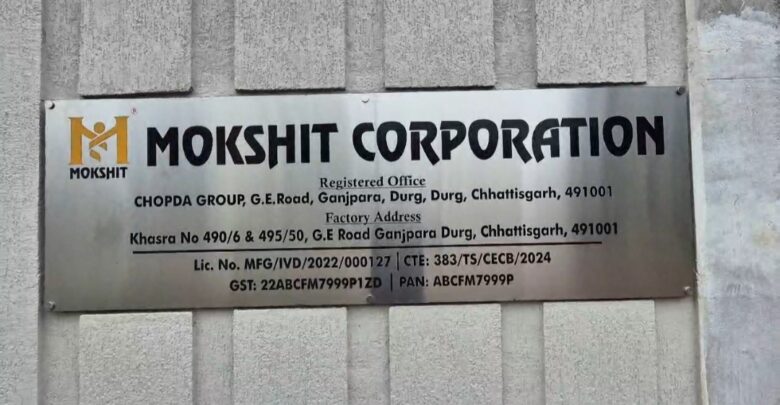 MOKSHIT
MOKSHIT CORPORATION
Registered Office
CHOPDA GROUP, G.E.Road, Ganjpara, Durg, Durg, Chhattisgarh, 491001
Factory Address
Khasra No 490/6 & 495/50, G.E Road Ganjpara Durg, Chhattisgarh, 491001
Lic. No. MFG/IVD/2022/000127 | CTE: 383/TS/CECB/2024
GST: 22ABCFM7999P1ZD | PAN: ABCFM7999P